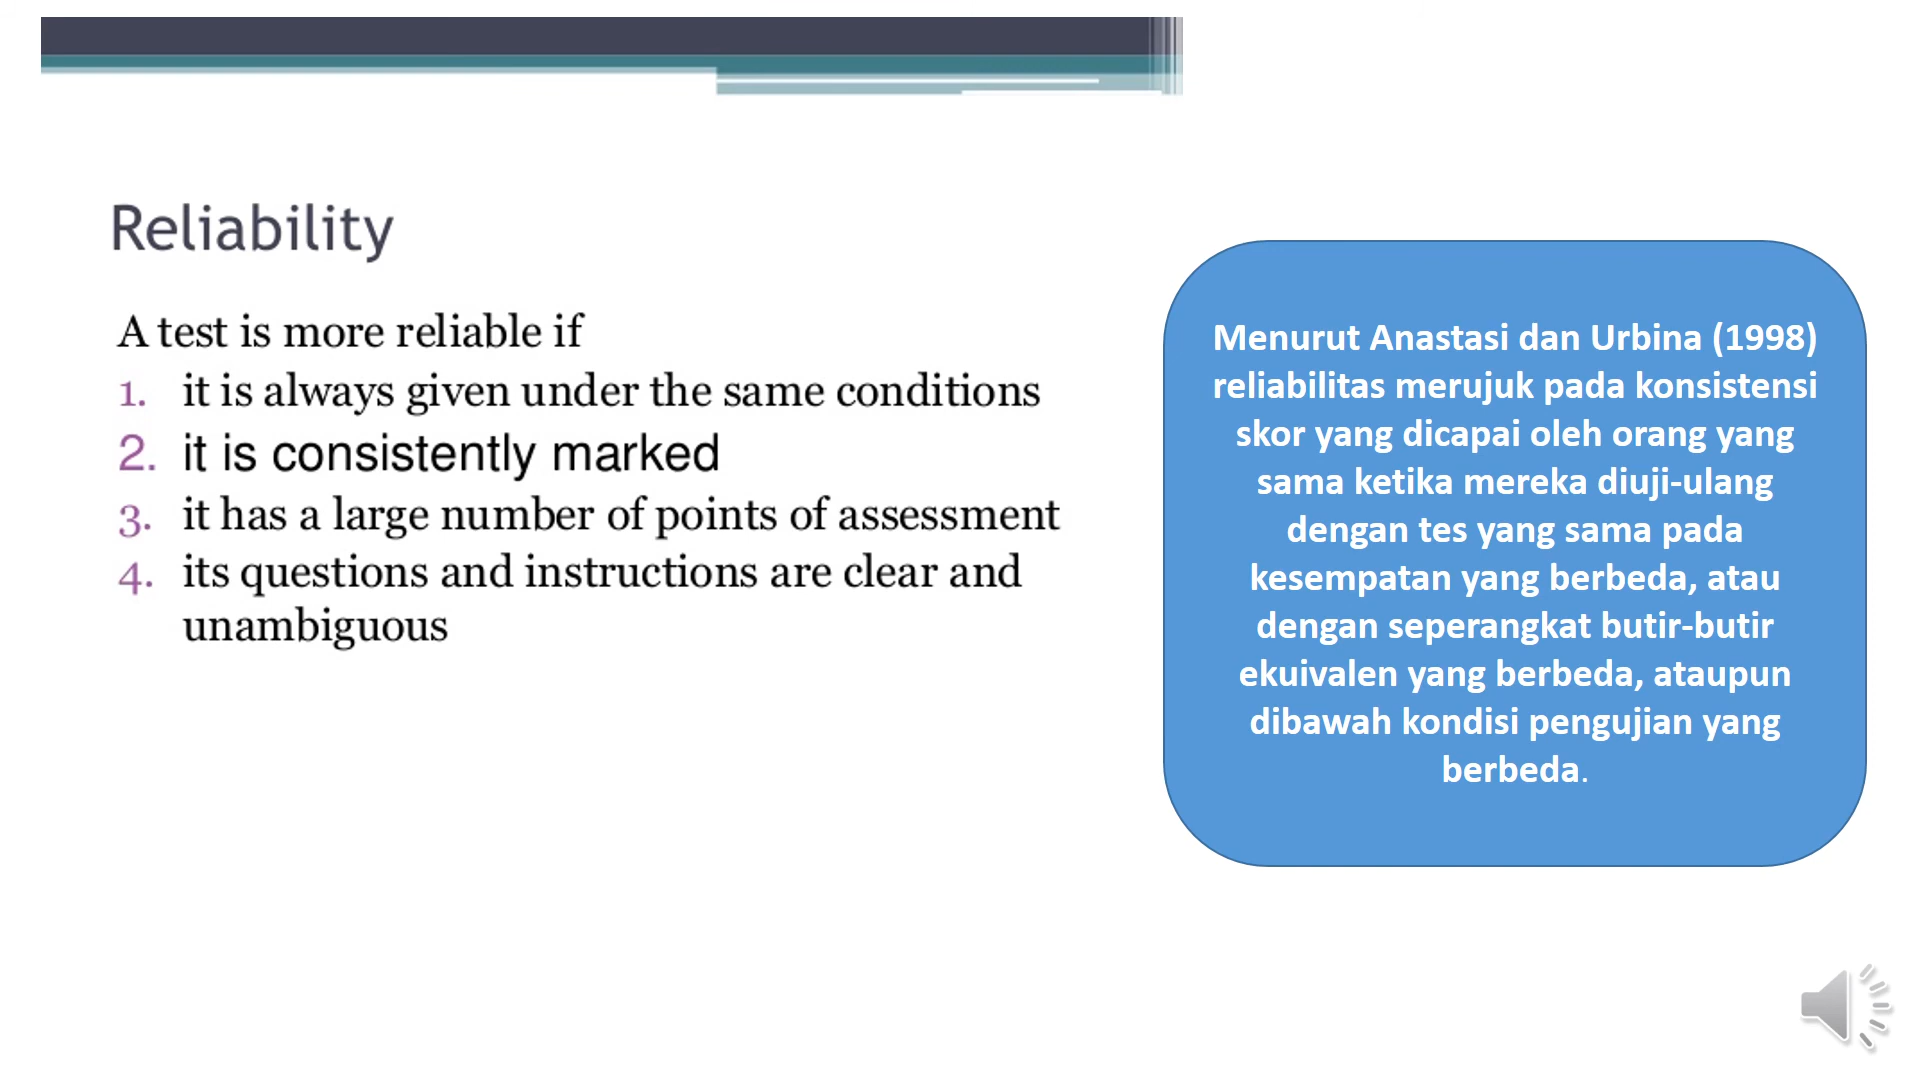 Reliability
A test is more reliable if
1. it is always given under the same conditions
2. it is consistently marked
3. it has a large number of points of assessment
4. its questions and instructions are clear and
unambiguous
Menurut Anastasi dan Urbina (1998)
reliabilitas merujuk pada konsistensi
skor yang dicapai oleh orang yang
sama ketika mereka diuji-ulang
dengan tes yang sama pada
kesempatan yang berbeda, atau
dengan seperangkat butir-butir
ekuivalen yang berbeda, ataupun
dibawah kondisi pengujian yang
berbeda.